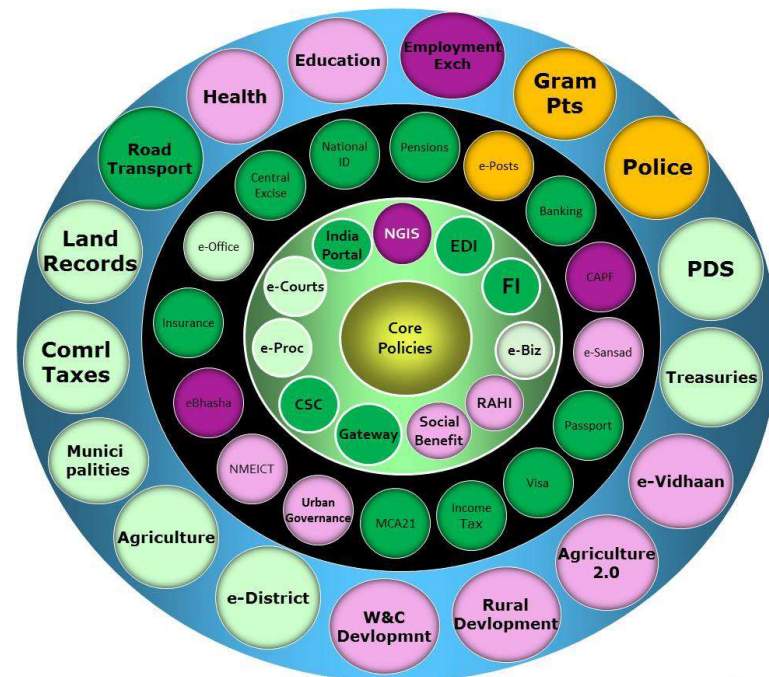 Employment
Exch
Education
Gram
Pts
Health
Police
Road
Transport
Land
Records
PDS
Comrl
Taxes
Treasuries
Munici
palities
e-Vidhaan
Agriculture
Agriculture
2.0
e-District
W&C
Devlopmnt
Rural
Devlopment
National
ID
Pensions
e-Posts
Central
Excise
Banking
e-Office
CAPF
Insurance
e-Sansad
eBhasha
Passport
NMEICT
Visa
Urban
Governance
MCA21
Income
Tax
India
Portal
NGIS
EDI
e-Courts
FI
e-Proc
e-Biz
CSC
RAHI
Gateway
Social
Benefit
Core
Policies